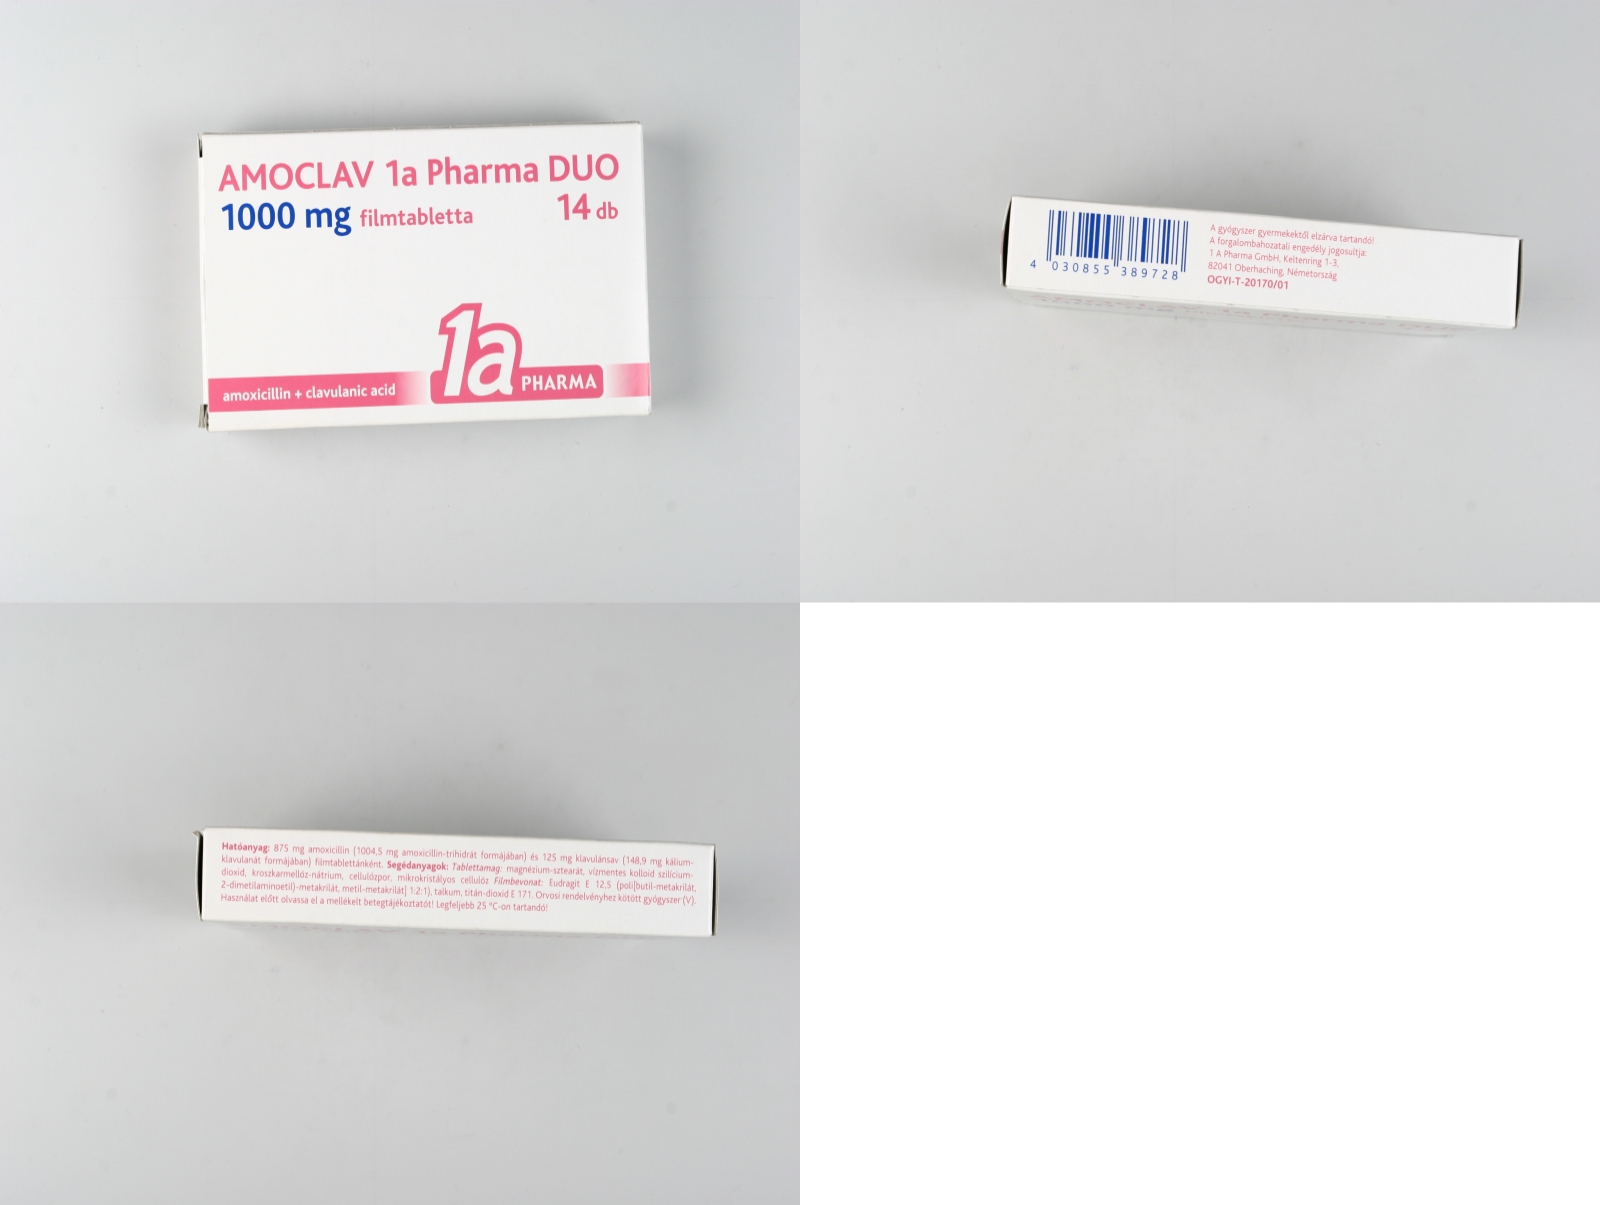 AMOCLAV 1a Pharma DUO
1000 mg filmtabletta 14 db
1a PHARMA
amoxicillin + clavulanic acid
4 030855 389728
A gyógyszer gyermekektől elzárva tartandó!
A forgalombahozatali engedély jogosultja:
1 A Pharma GmbH, Keltenring 1-3,
82041 Oberhaching, Németország
OGYI-T-20170/01
Hatóanyag: 875 mg amoxicillin (1004,5 mg amoxicillin-trihidrát formájában) és 125 mg klavulánsav (148,9 mg kálium-
klavulanát formájában) filmtablettánként. Segédanyagok: Tablettamag: magnézium-sztearát, vízmentes kolloid szilícium-
dioxid, kroszkarmellóz-nátrium, cellulózpor, mikrokristályos cellulóz Filmbevonat: Eudragit E 12,5 (poli[butil-metakrilát,
2-dimetilaminoetil)-metakrilát, metil-metakrilát] 1:2:1), talkum, titán-dioxid E 171. Orvosi rendelvényhez kötött gyógyszer (V).
Használat előtt olvassa el a mellékelt betegtájékoztatót! Legfeljebb 25 °C-on tartandó!